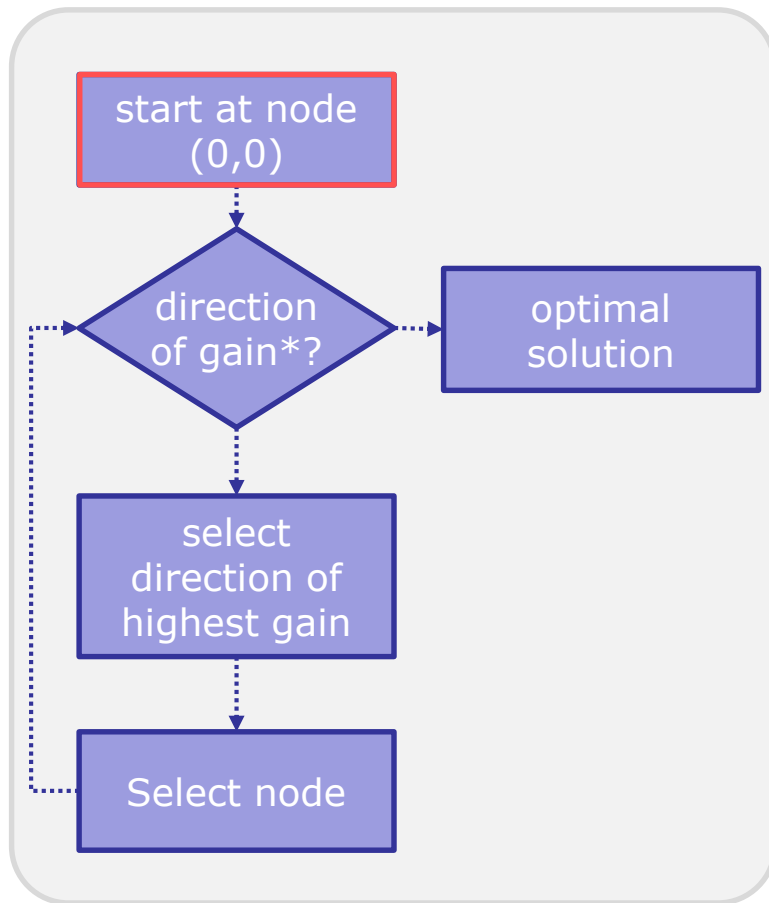 start at node
(0,0)
direction
of gain*?
optimal
solution
select
direction of
highest gain
Select node